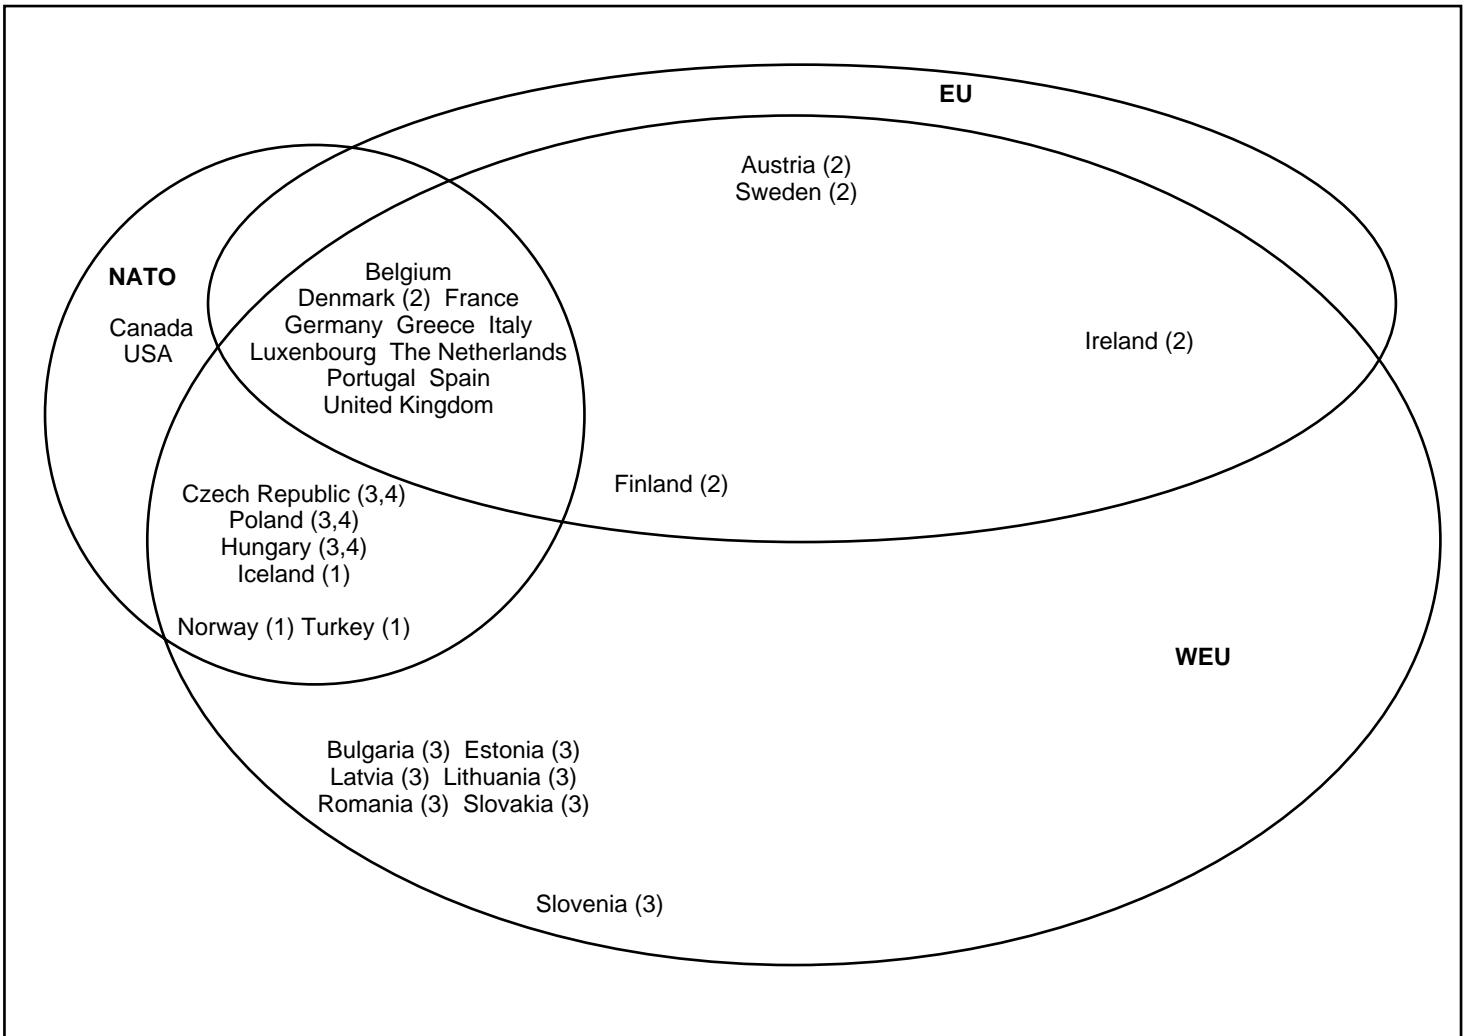 EU
Austria (2)
Sweden (2)
NATO
Canada
USA
Belgium
Denmark (2) France
Germany Greece Italy
Luxembourg The Netherlands
Portugal Spain
United Kingdom
Ireland (2)
Finland (2)
Czech Republic (3,4)
Poland (3,4)
Hungary (3,4)
Iceland (1)
Norway (1) Turkey (1)
WEU
Bulgaria (3) Estonia (3)
Latvia (3) Lithuania (3)
Romania (3) Slovakia (3)
Slovenia (3)